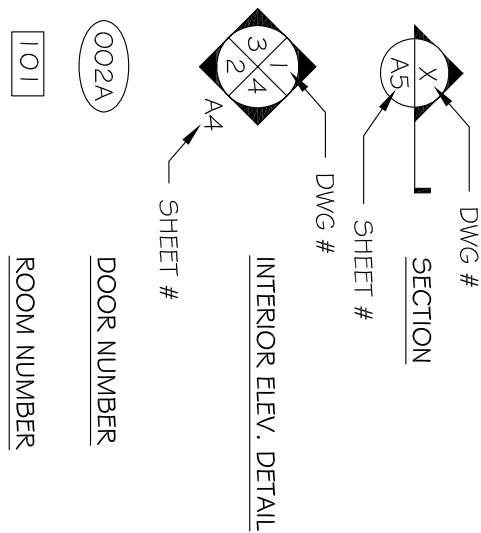 DWG #
X
SECTION
A5
SHEET #
DWG #
1
3 4
INTERIOR ELEV. DETAIL
2
A4
SHEET #
002A DOOR NUMBER
101 ROOM NUMBER